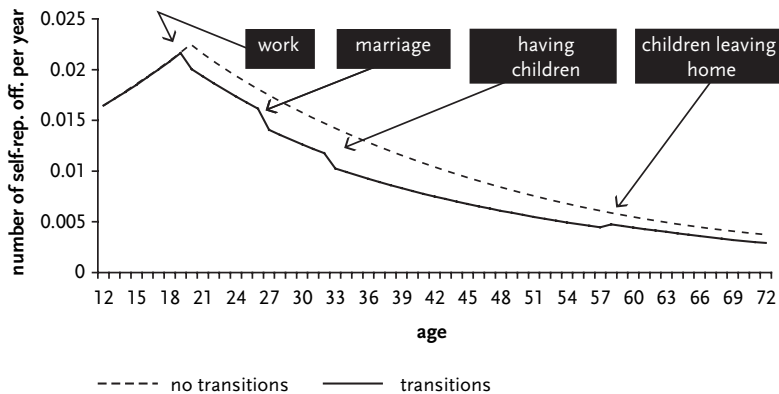 number of self-rep. off. per year
0.025
0.02
0.015
0.01
0.005
0
work
marriage
having
children
children leaving
home
12 15 18 21 24 27 30 33 36 39 42 45 48 51 54 57 60 63 66 69 72
age
no transitions
transitions